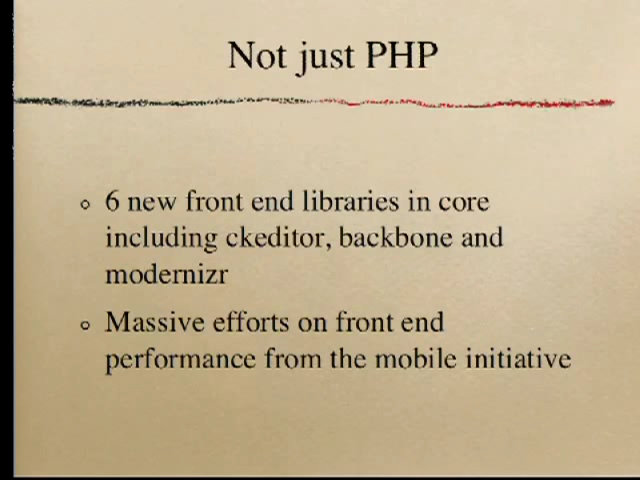 Not just PHP
6 new front end libraries in core
including ckeditor, backbone and
modernizr
Massive efforts on front end
performance from the mobile initiative